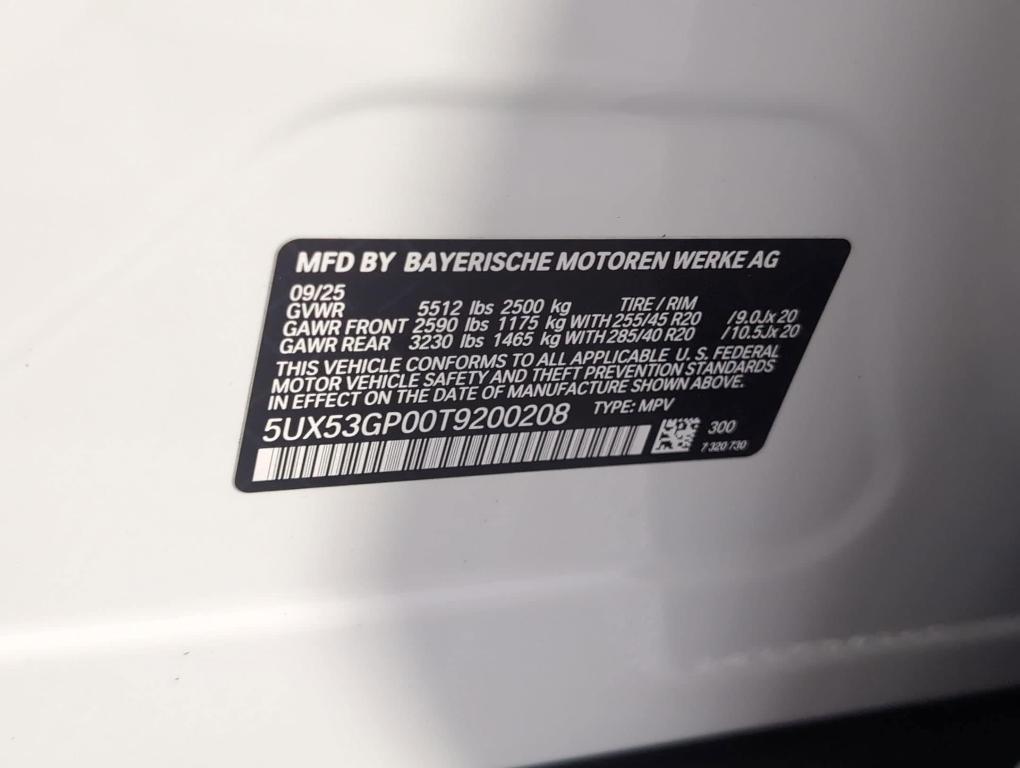 MFD BY BAYERISCHE MOTOREN WERKE AG
09/25
GVWR 5512 lbs 2500 kg TIRE / RIM
GAWR FRONT 2590 lbs 1175 kg WITH 255/45 R20 /9.0Jx20
GAWR REAR 3230 lbs 1465 kg WITH 285/40 R20 /10.5Jx20
THIS VEHICLE CONFORMS TO ALL APPLICABLE U.S. FEDERAL
MOTOR VEHICLE SAFETY AND THEFT PREVENTION STANDARDS
IN EFFECT ON THE DATE OF MANUFACTURE SHOWN ABOVE.
5UX53GP00T9200208 TYPE: MPV
300
7 320 730